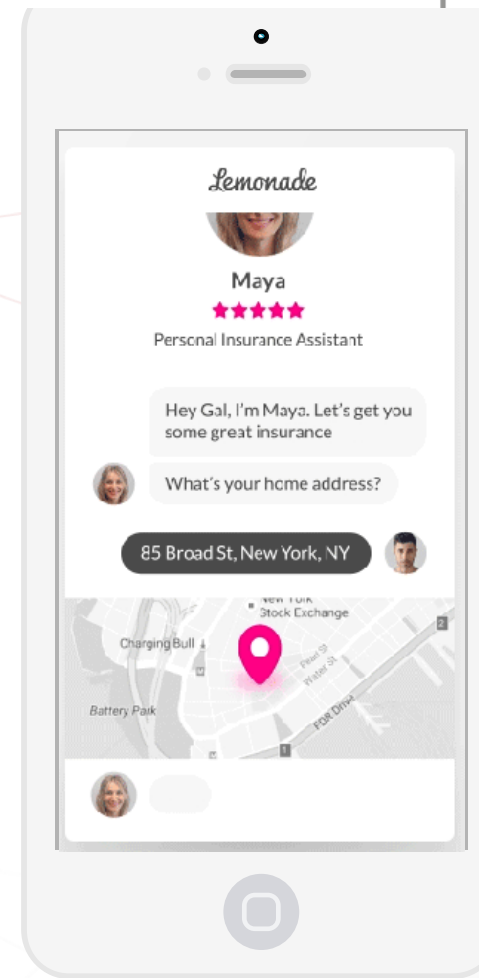 Lemonade
Maya
Personal Insurance Assistant
Hey Gal, I'm Maya. Let's get you
some great insurance
What's your home address?
85 Broad St, New York, NY
New York
Stock Exchange
2
Charging Bull
Pearl St
Water St
Battery Park
FDR Drive
1